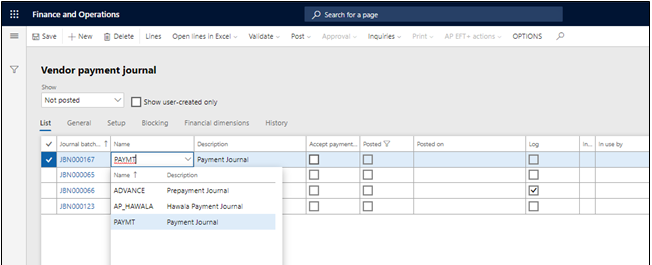 Finance and Operations
Search for a page
Save + New Delete Lines Open lines in Excel Validate Post Approval Inquiries Print AP EFT+ actions OPTIONS
Vendor payment journal
Show
Not posted Show user-created only
List General Setup Blocking Financial dimensions History
Journal batch... Name Description Accept payment... Posted Posted on Log In... In use by
JBN000167 PAYMT Payment Journal
JBN000065 Name Description
JBN000066 ADVANCE Prepayment Journal
JBN000123 AP_HAWALA Hawala Payment Journal
PAYMT Payment Journal